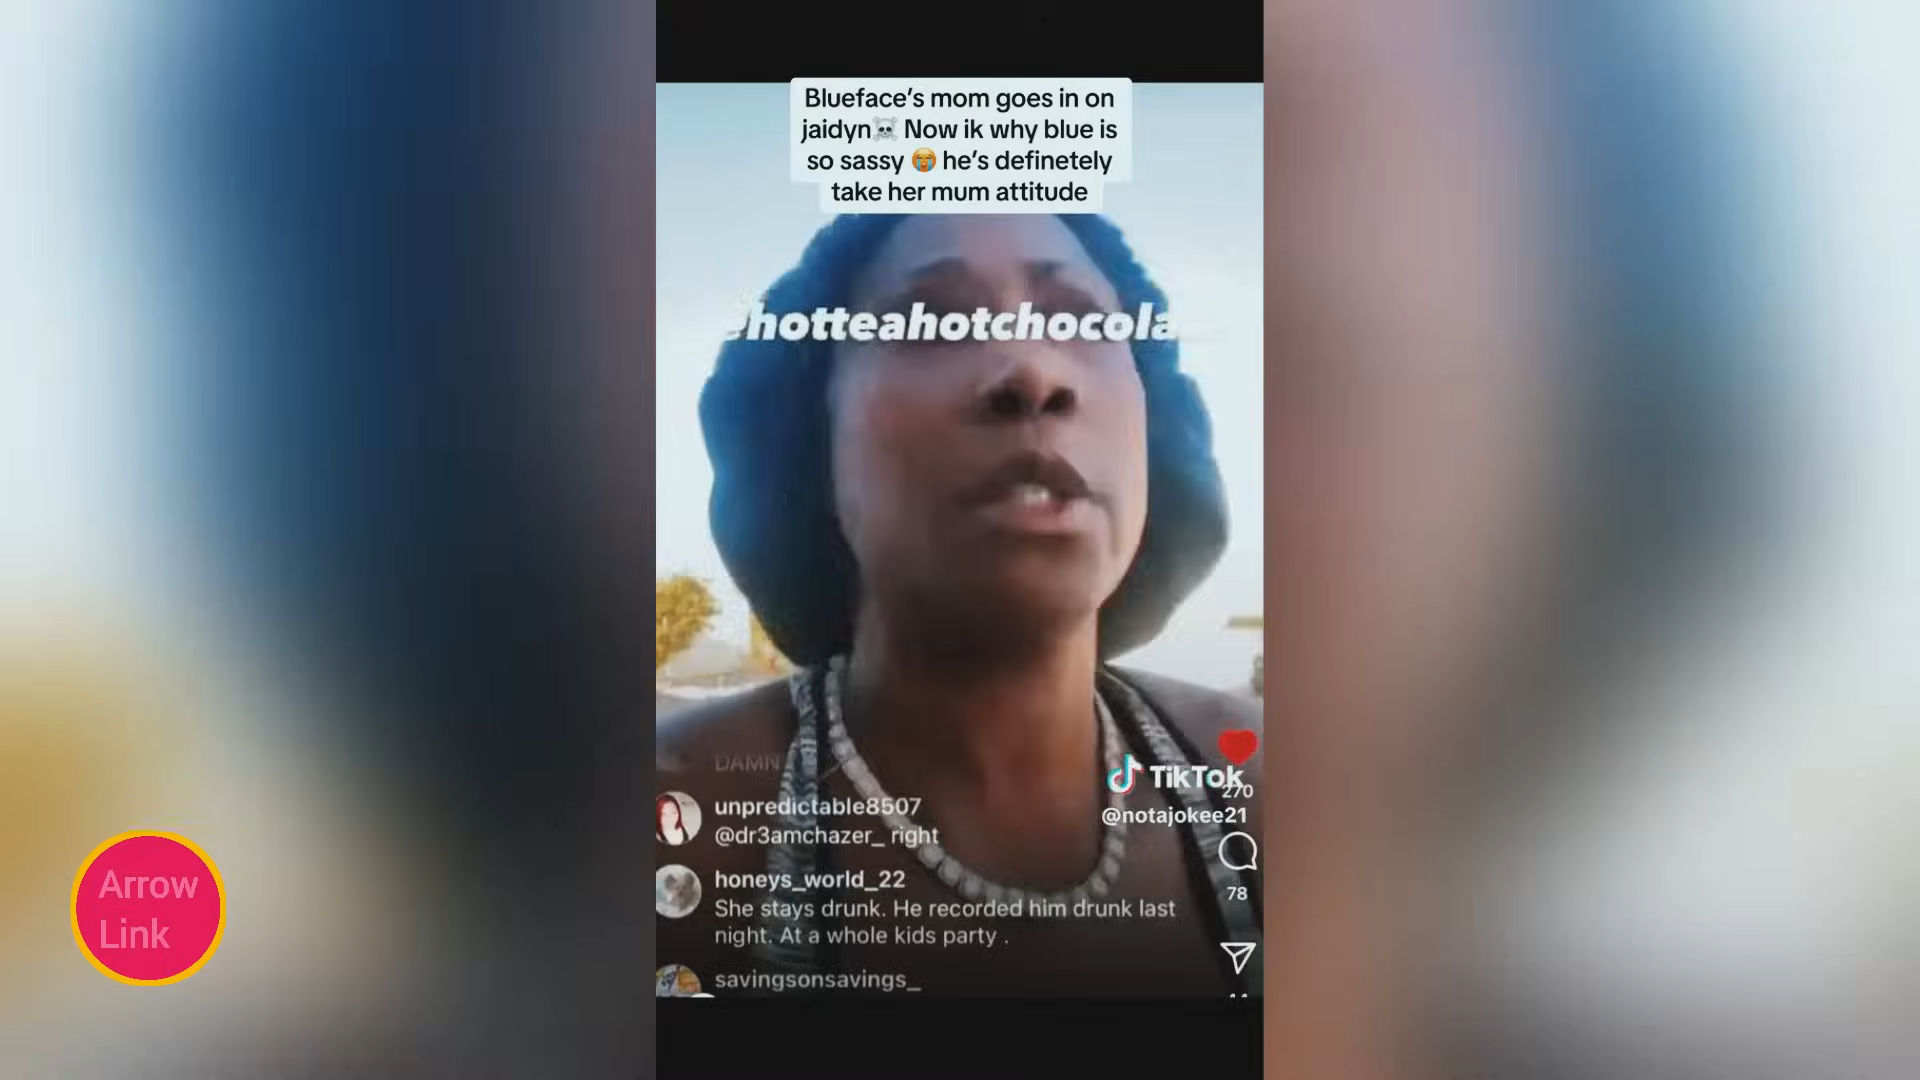 Blueface's mom goes in on
jaidyn☠️ Now ik why blue is
so sassy 😭 he's definetely
take her mum attitude
hotteahotchocola
DAMN
TikTok
270
@notajokee21
unpredictable8507
@dr3amchazer_ right
78
honeys_world_22
She stays drunk. He recorded him drunk last
night. At a whole kids party .
savingsonsavings_
Arrow
Link